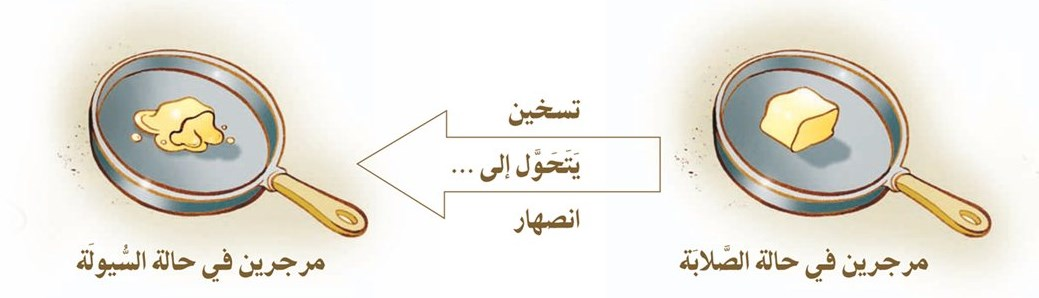 مرجرين في حالة الصَّلابَة
تسخين
يَتَحَوَّل إلى ...
انصهار
مرجرين في حالة السُّيولَة